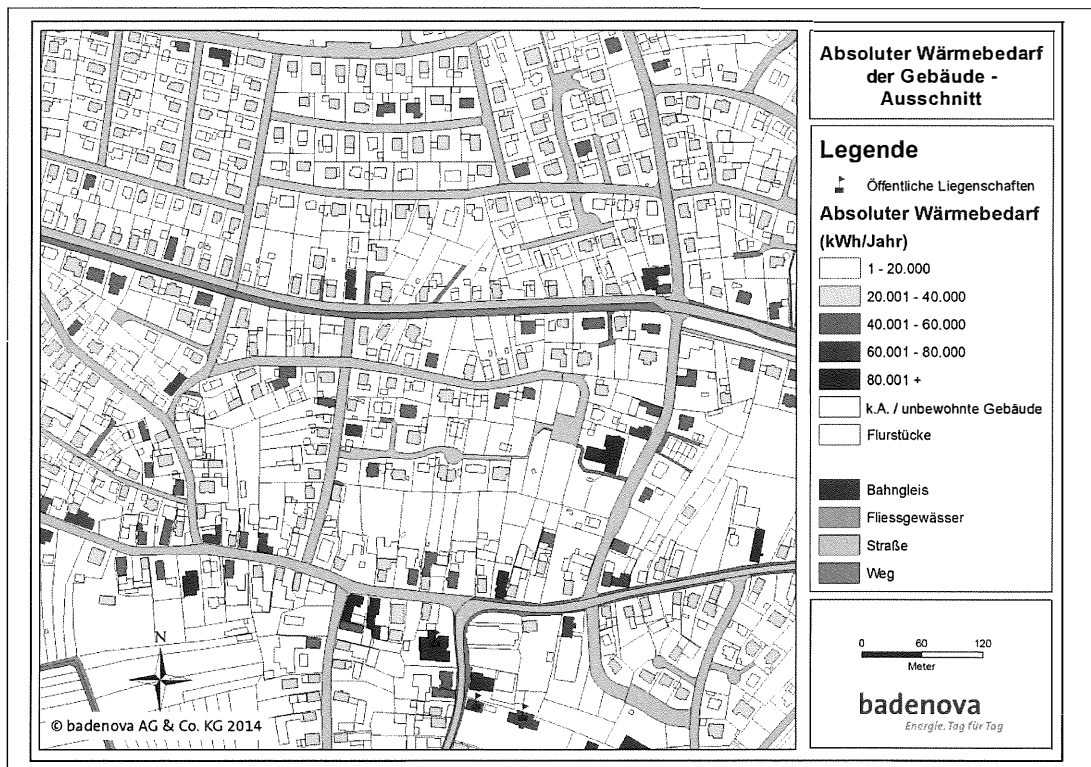 Absoluter Wärmebedarf
der Gebäude -
Ausschnitt
Legende
Öffentliche Liegenschaften
Absoluter Wärmebedarf
(kWh/Jahr)
1 - 20.000
20.001 - 40.000
40.001 - 60.000
60.001 - 80.000
80.001 +
k.A. / unbewohnte Gebäude
Flurstücke
Bahngleis
Fliessgewässer
Straße
Weg
N
© badenova AG & Co. KG 2014
0 60 120
Meter
badenova
Energie. Tag für Tag